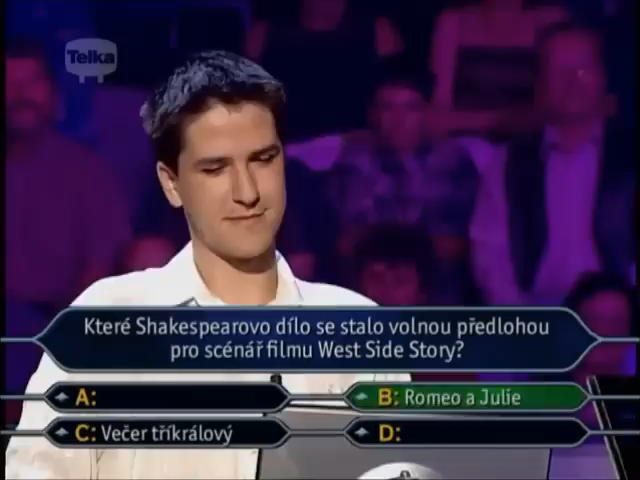 Telka
Které Shakespearovo dílo se stalo volnou předlohou
pro scénář filmu West Side Story?
A:
B: Romeo a Julie
C: Večer tříkrálový
D: